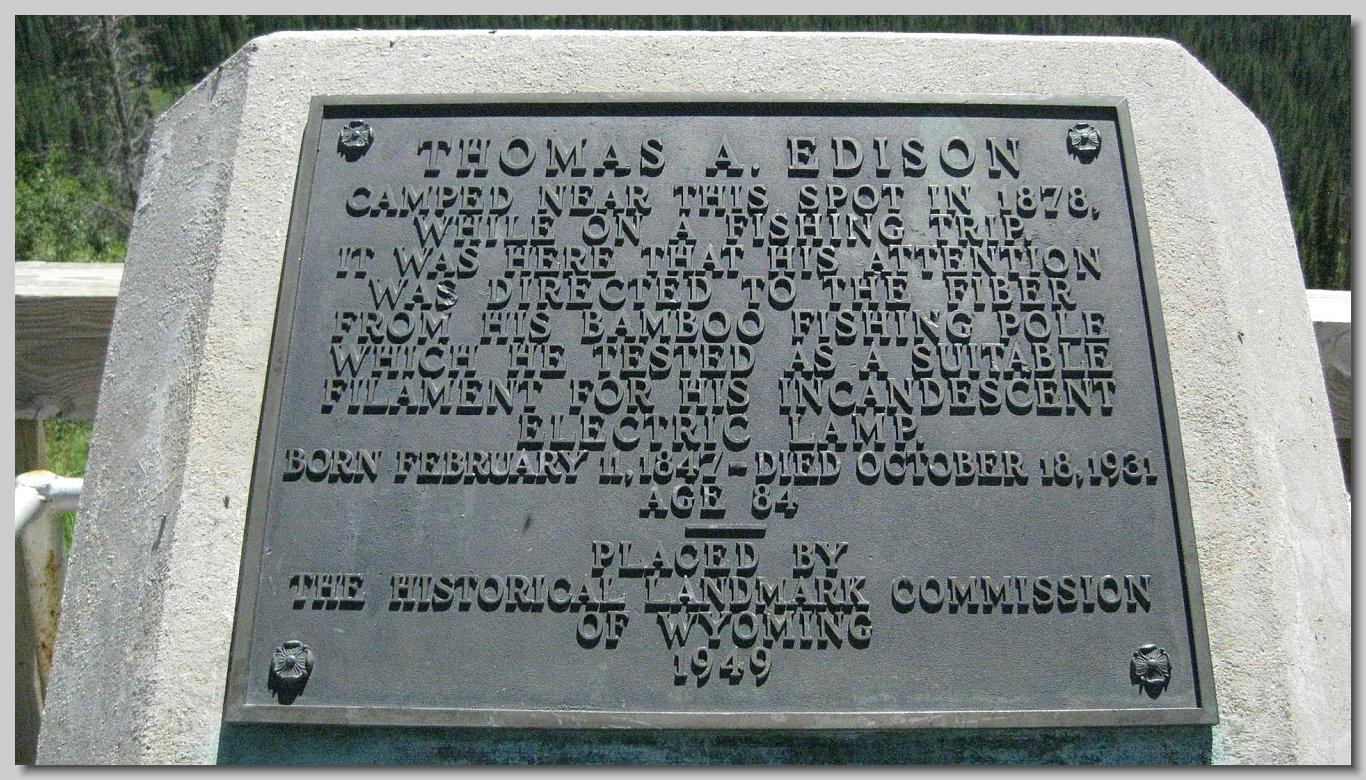 THOMAS A. EDISON
CAMPED NEAR THIS SPOT IN 1878,
WHILE ON A FISHING TRIP.
IT WAS HERE THAT HIS ATTENTION
WAS DIRECTED TO THE FIBER
FROM HIS BAMBOO FISHING POLE
WHICH HE TESTED AS A SUITABLE
FILAMENT FOR HIS INCANDESCENT
ELECTRIC LAMP.
BORN FEBRUARY 11, 1847 - DIED OCTOBER 18, 1931
AGE 84
PLACED BY
THE HISTORICAL LANDMARK COMMISSION
OF WYOMING
1949